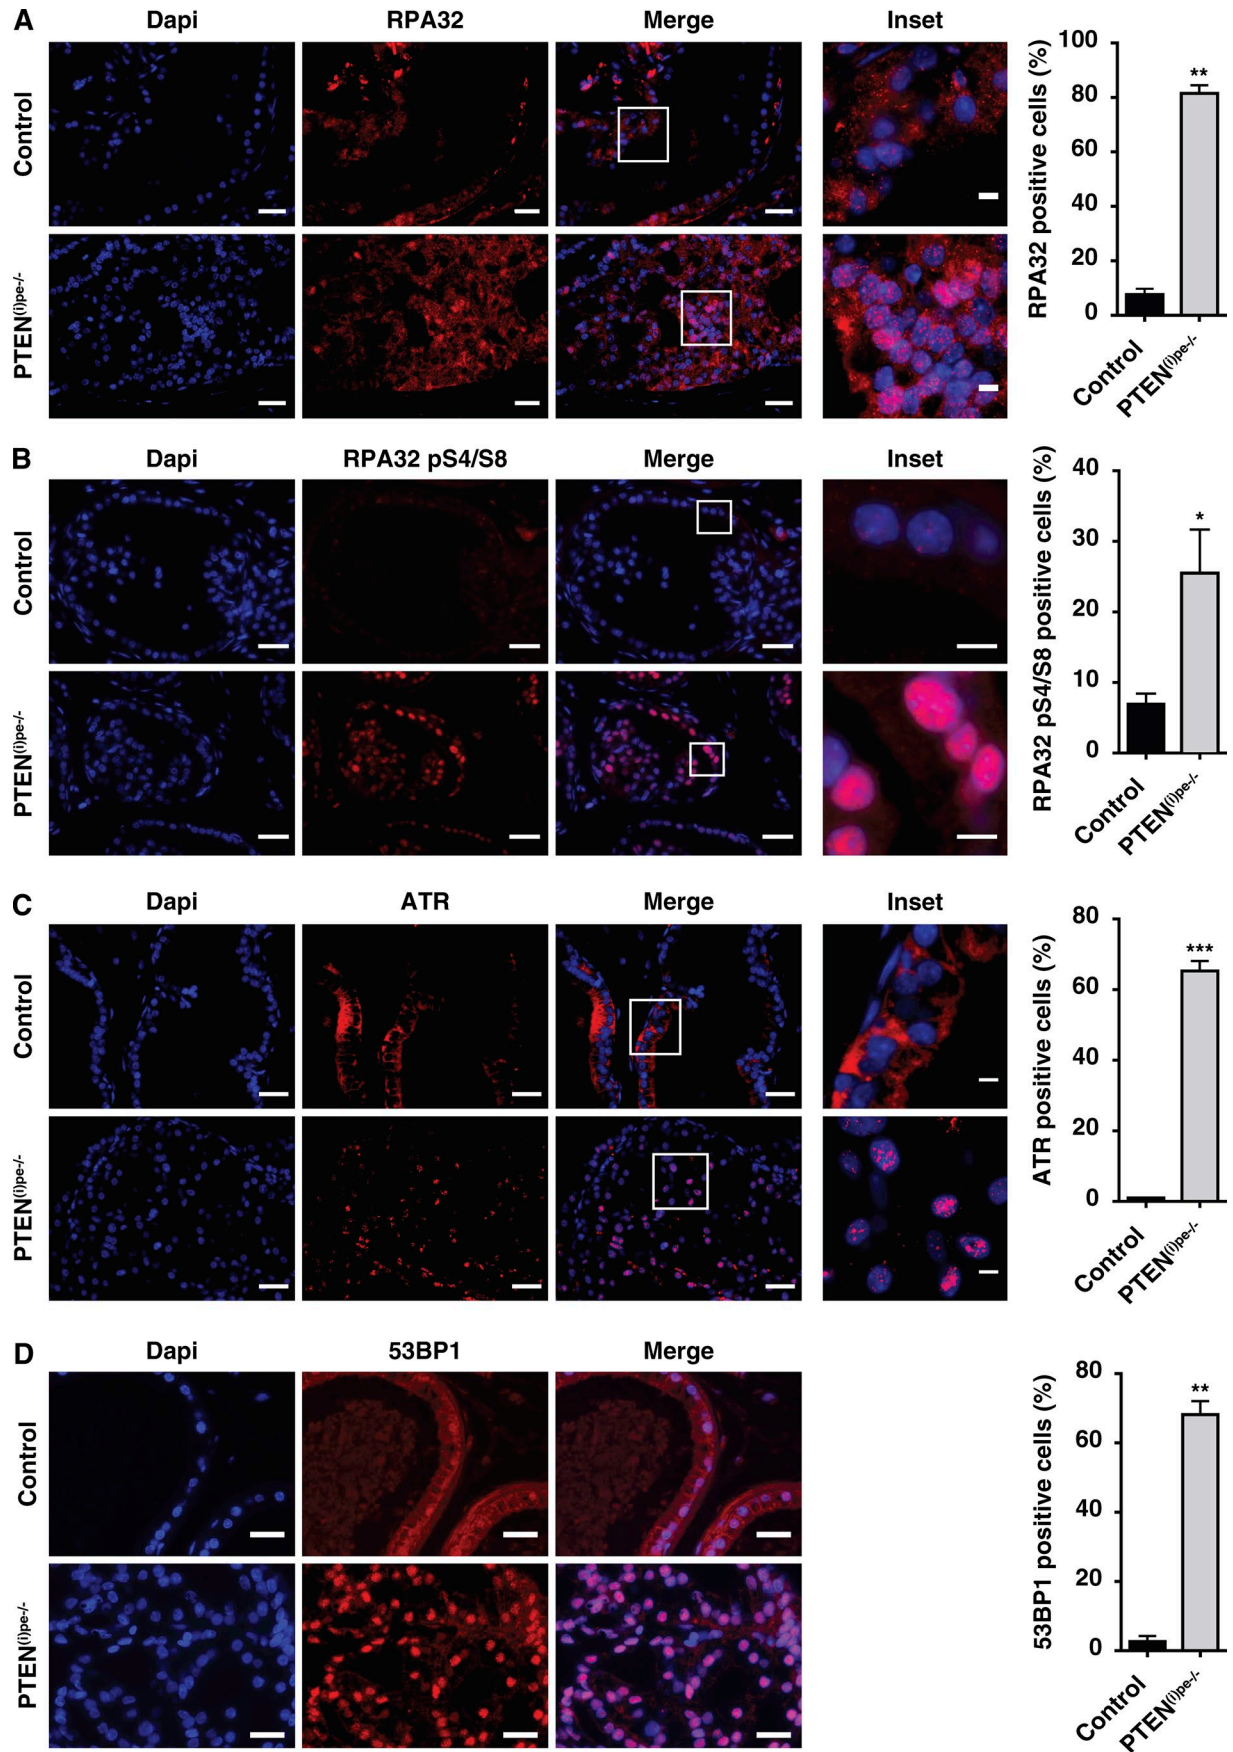 A
Dapi
RPA32
Merge
Inset
Control
PTEN(i)pe-/-
RPA32 positive cells (%)
100
80
60
40
20
0
**
Control
PTEN(i)pe-/-
B
Dapi
RPA32 pS4/S8
Merge
Inset
Control
PTEN(i)pe-/-
RPA32 pS4/S8 positive cells (%)
40
30
20
10
0
*
Control
PTEN(i)pe-/-
C
Dapi
ATR
Merge
Inset
Control
PTEN(i)pe-/-
ATR positive cells (%)
80
60
40
20
0
***
Control
PTEN(i)pe-/-
D
Dapi
53BP1
Merge
Control
PTEN(i)pe-/-
53BP1 positive cells (%)
80
60
40
20
0
**
Control
PTEN(i)pe-/-